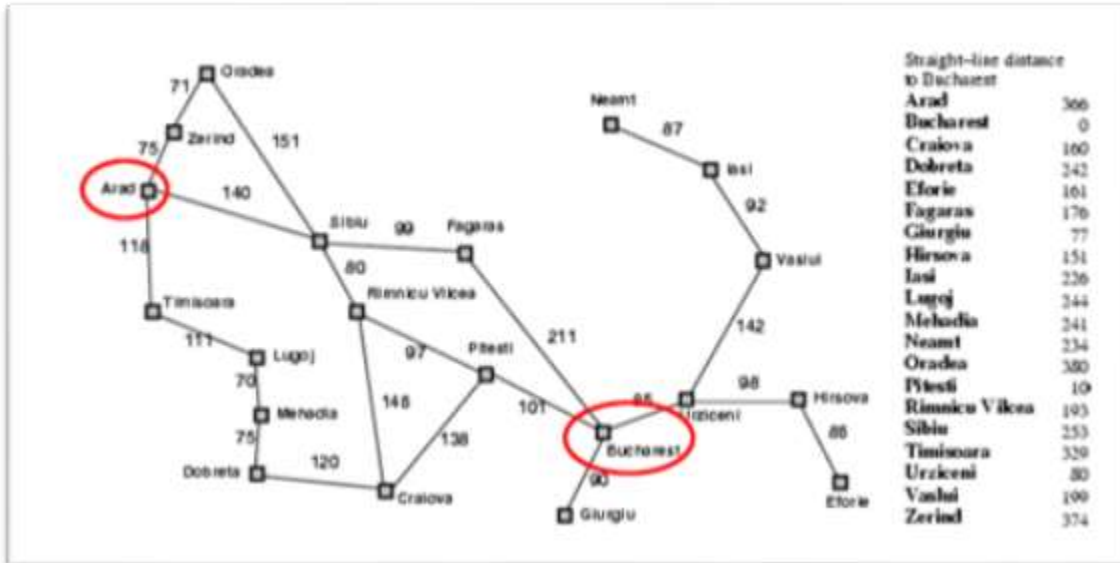 Oradea
71
Neamt
87
Zerind
151
75
Iasi
Arad
140
92
Sibiu
99
Fagaras
118
80
Vaslui
Timisoara
Rimnicu Vilcea
111
142
211
Lugoj
97
Pitesti
70
98
Mehadia
101
Hirsova
85
Urziceni
75
138
86
Bucharest
Dobreta
120
90
Craiova
Eforie
Giurgiu
Straight-line distance
to Bucharest
Arad 366
Bucharest 0
Craiova 160
Dobreta 242
Eforie 161
Fagaras 176
Giurgiu 77
Hirsova 151
Iasi 226
Lugoj 244
Mehadia 241
Neamt 234
Oradea 380
Pitesti 10
Rimnicu Vilcea 193
Sibiu 253
Timisoara 329
Urziceni 80
Vaslui 199
Zerind 374